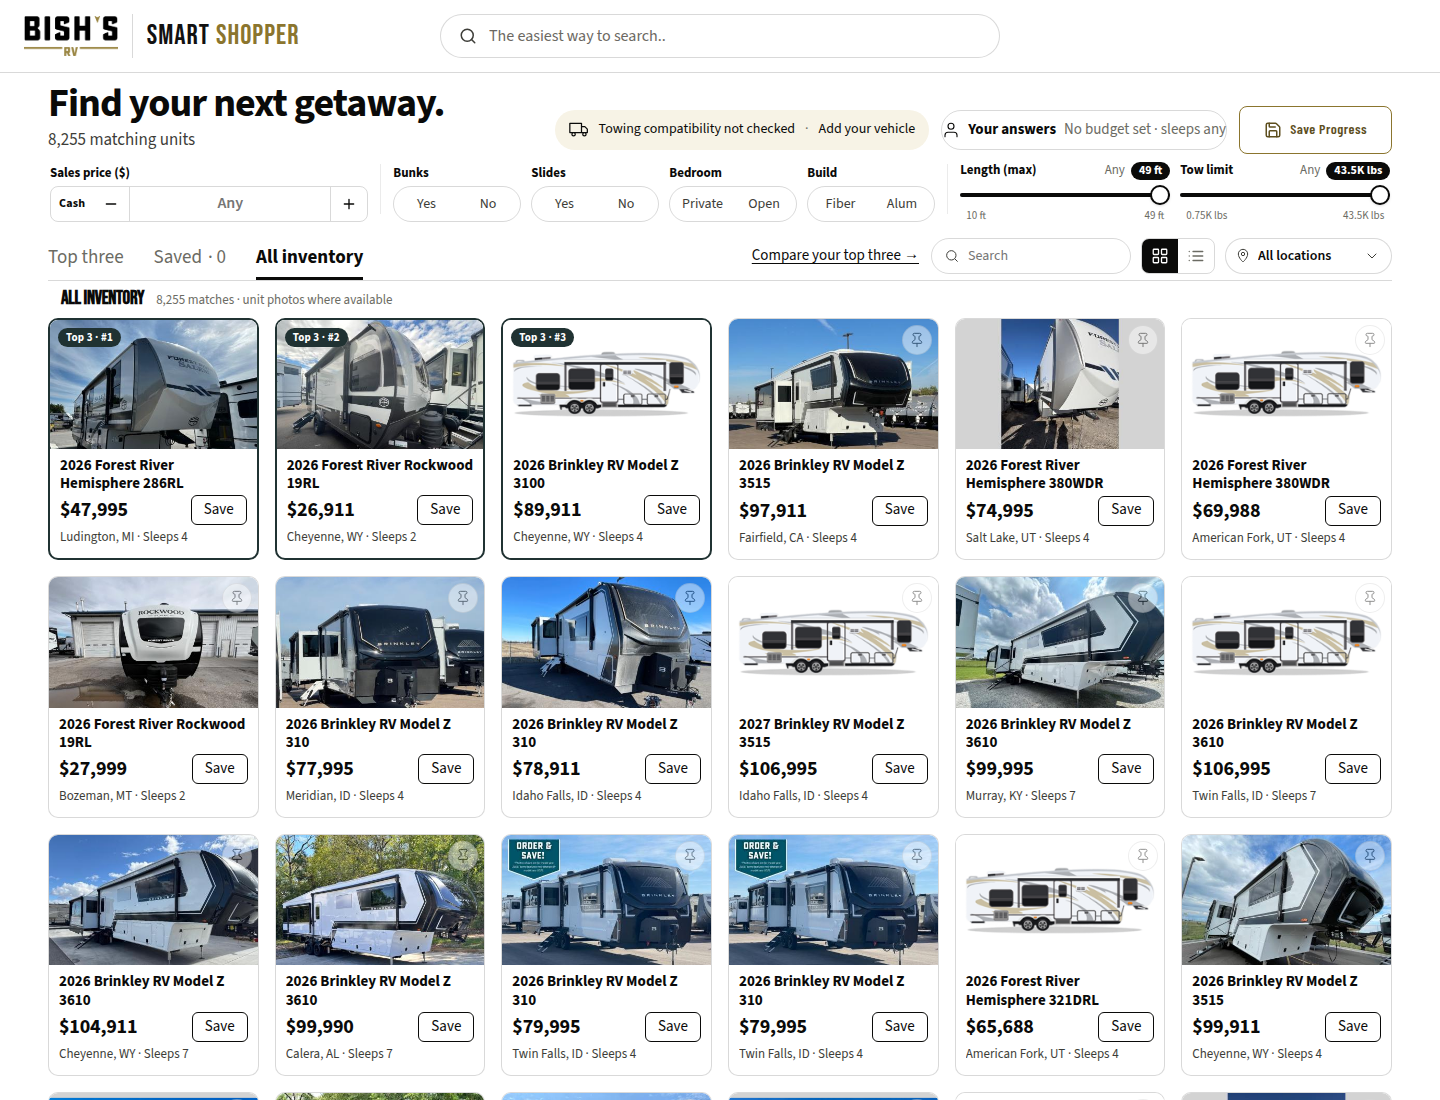 BISH'S
RV
SMART SHOPPER
The easiest way to search..
Find your next getaway.
8,255 matching units
Towing compatibility not checked · Add your vehicle
Your answers No budget set · sleeps any
Save Progress
Sales price ($)
Cash − Any +
Bunks
Yes No
Slides
Yes No
Bedroom
Private Open
Build
Fiber Alum
Length (max) Any 49 ft
10 ft 49 ft
Tow limit Any 43.5K lbs
0.75K lbs 43.5K lbs
Top three Saved · 0 All inventory
Compare your top three →
Search
All locations
ALL INVENTORY 8,255 matches · unit photos where available
Top 3 · #1
2026 Forest River
Hemisphere 286RL
$47,995 Save
Ludington, MI · Sleeps 4
Top 3 · #2
2026 Forest River Rockwood
19RL
$26,911 Save
Cheyenne, WY · Sleeps 2
Top 3 · #3
2026 Brinkley RV Model Z
3100
$89,911 Save
Cheyenne, WY · Sleeps 4
2026 Brinkley RV Model Z
3515
$97,911 Save
Fairfield, CA · Sleeps 4
2026 Forest River
Hemisphere 380WDR
$74,995 Save
Salt Lake, UT · Sleeps 4
2026 Forest River
Hemisphere 380WDR
$69,988 Save
American Fork, UT · Sleeps 4
ROCKWOOD
2026 Forest River Rockwood
19RL
$27,999 Save
Bozeman, MT · Sleeps 2
BRINKLEY
2026 Brinkley RV Model Z
310
$77,995 Save
Meridian, ID · Sleeps 4
BRINKLEY
2026 Brinkley RV Model Z
310
$78,911 Save
Idaho Falls, ID · Sleeps 4
2027 Brinkley RV Model Z
3515
$106,995 Save
Idaho Falls, ID · Sleeps 4
2026 Brinkley RV Model Z
3610
$99,995 Save
Murray, KY · Sleeps 7
2026 Brinkley RV Model Z
3610
$106,995 Save
Twin Falls, ID · Sleeps 7
2026 Brinkley RV Model Z
3610
$104,911 Save
Cheyenne, WY · Sleeps 7
2026 Brinkley RV Model Z
3610
$99,990 Save
Calera, AL · Sleeps 7
ORDER &
SAVE!
BRINKLEY
2026 Brinkley RV Model Z
310
$79,995 Save
Twin Falls, ID · Sleeps 4
ORDER &
SAVE!
BRINKLEY
2026 Brinkley RV Model Z
310
$79,995 Save
Twin Falls, ID · Sleeps 4
2026 Forest River
Hemisphere 321DRL
$65,688 Save
American Fork, UT · Sleeps 4
2026 Brinkley RV Model Z
3515
$99,911 Save
Cheyenne, WY · Sleeps 4